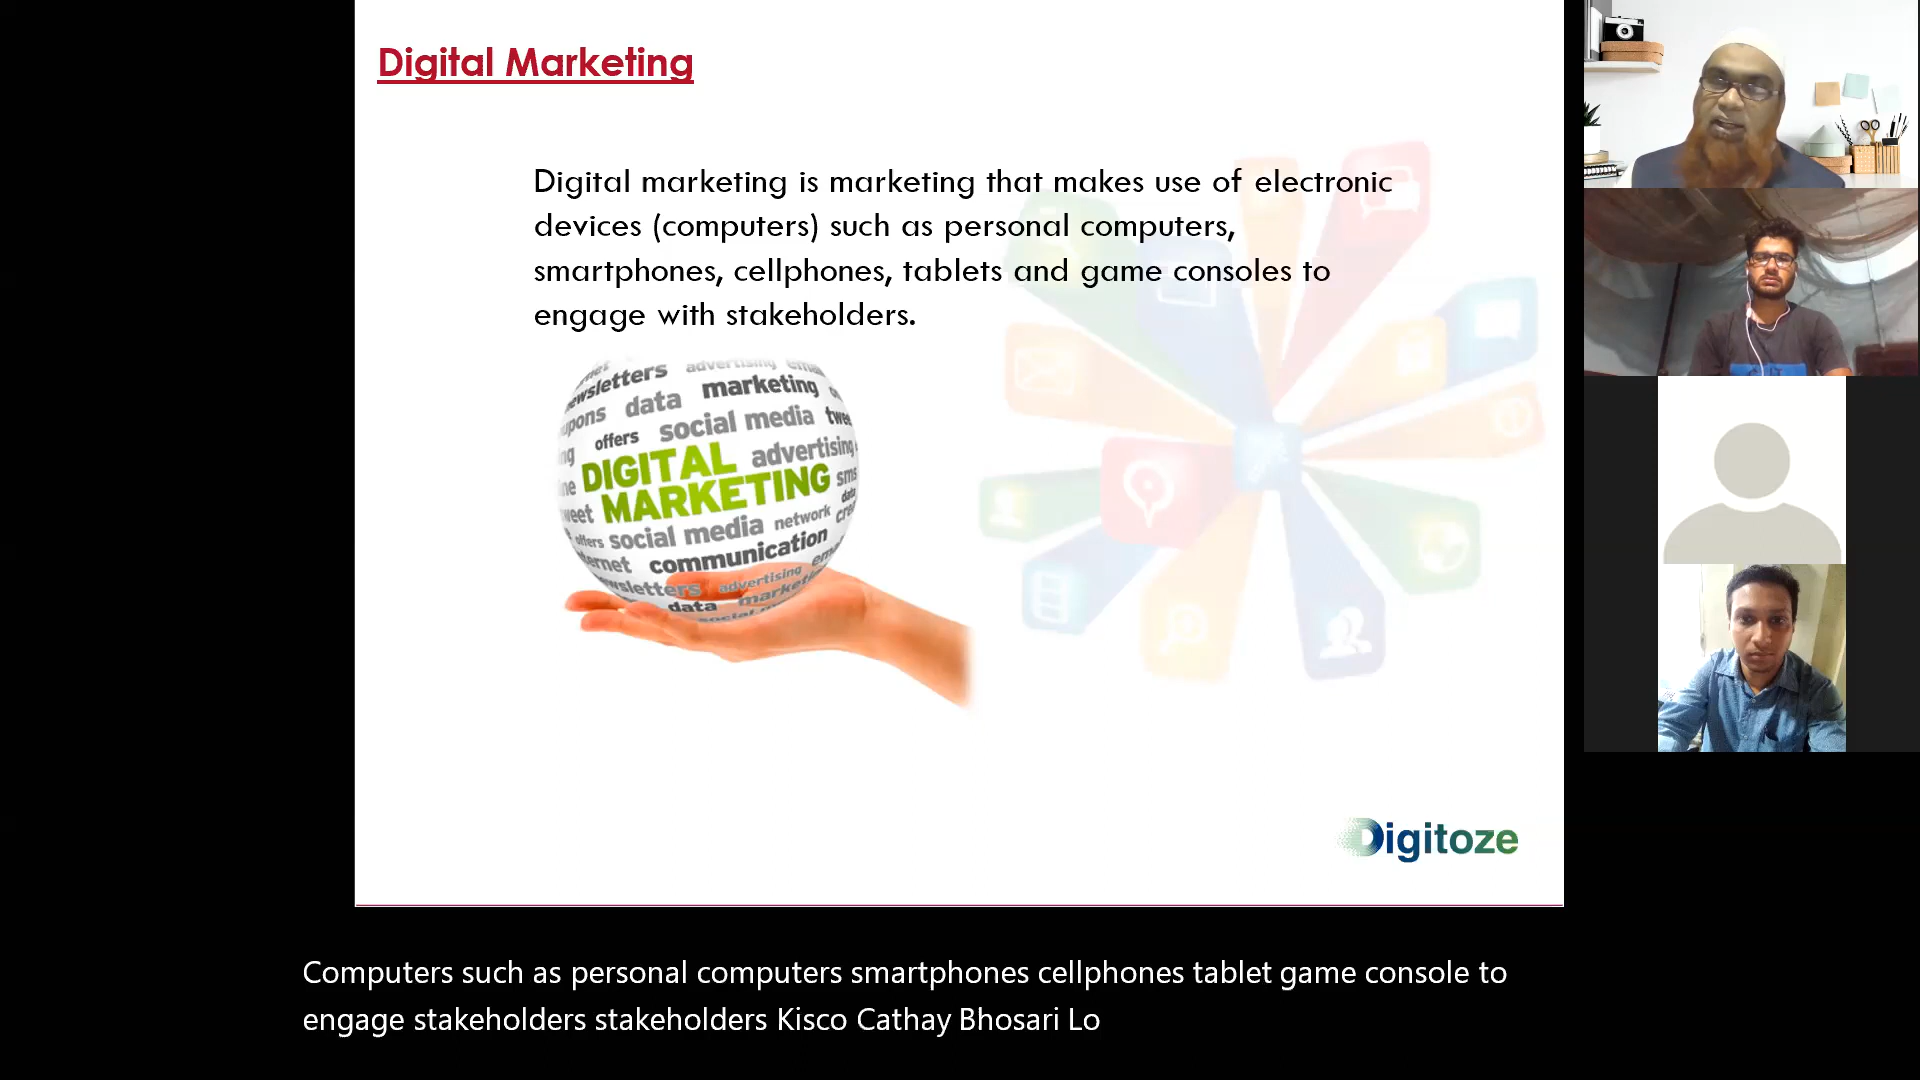 Digital Marketing
Digital marketing is marketing that makes use of electronic
devices (computers) such as personal computers,
smartphones, cellphones, tablets and game consoles to
engage with stakeholders.
advertising
newsletters
marketing
data
social media
offers
advertising
DIGITAL
MARKETING
sms
data
social media
network
offers
communication
advertising
data
Digitoze
Computers such as personal computers smartphones cellphones tablet game console to
engage stakeholders stakeholders Kisco Cathay Bhosari Lo